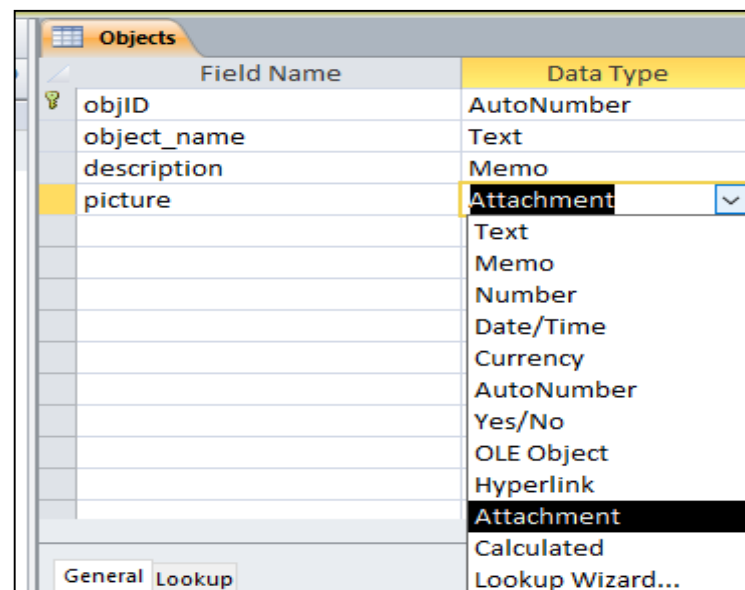 Objects
Field Name Data Type
objID AutoNumber
object_name Text
description Memo
picture Attachment
Text
Memo
Number
Date/Time
Currency
AutoNumber
Yes/No
OLE Object
Hyperlink
Attachment
Calculated
General Lookup Lookup Wizard...